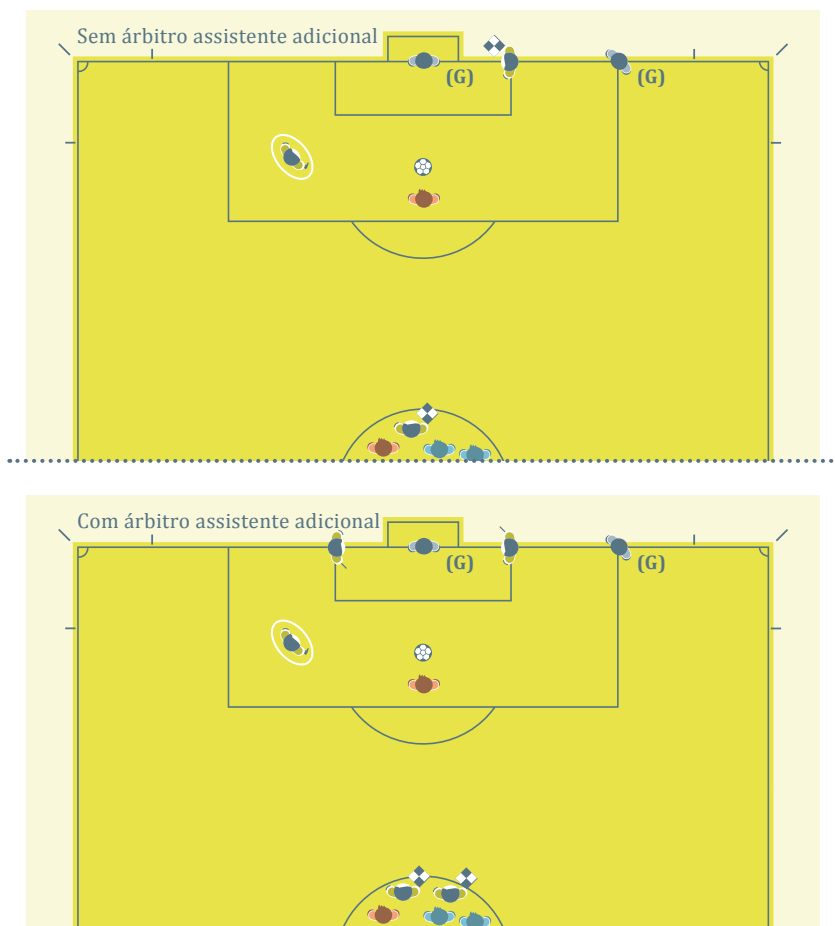 Sem árbitro assistente adicional
(G) (G)
Com árbitro assistente adicional
(G) (G)